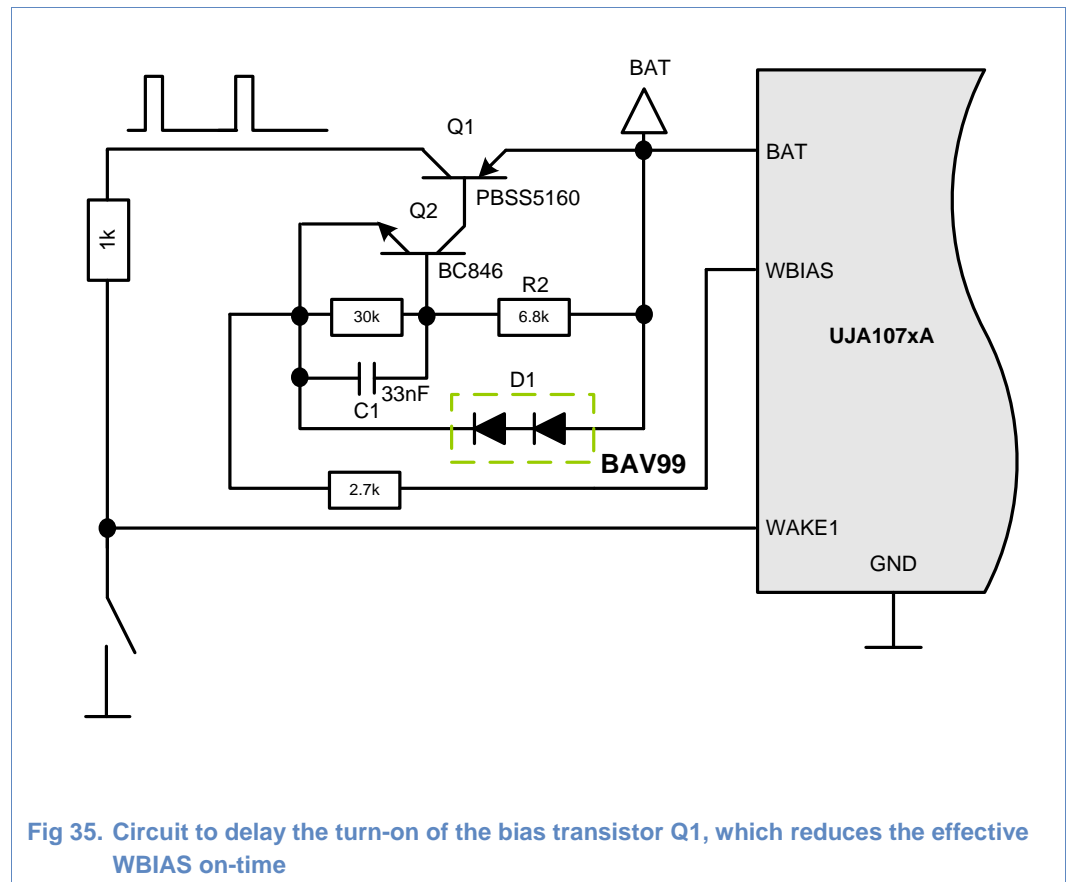 BAT
Q1
BAT
PBSS5160
Q2
1k
BC846
WBIAS
R2
30k
6.8k
UJA107xA
D1
33nF
C1
BAV99
2.7k
WAKE1
GND
Fig 35. Circuit to delay the turn-on of the bias transistor Q1, which reduces the effective
WBIAS on-time